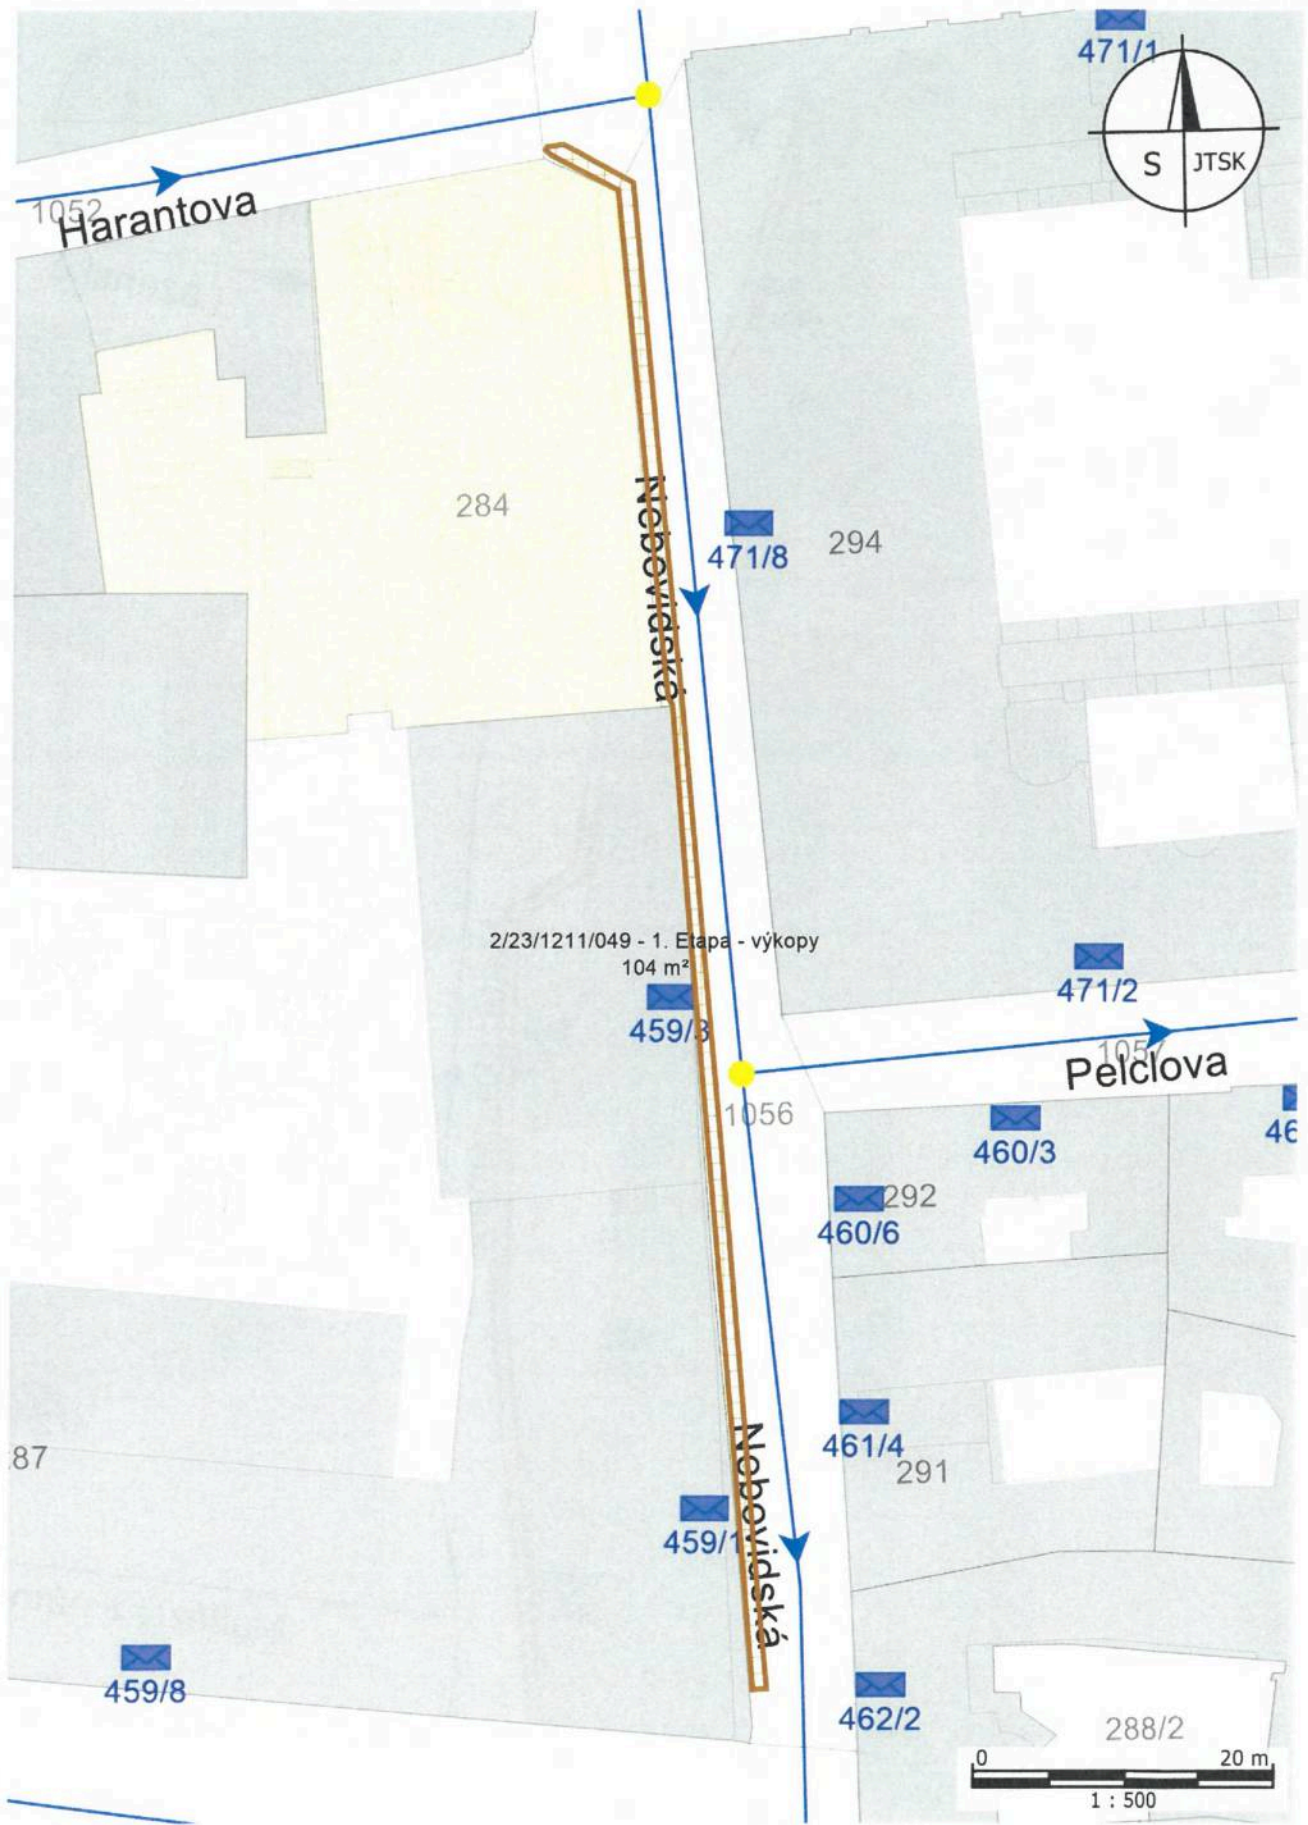 471/1
S JTSK
1052
Harantova
284
Nebovidská
471/8
294
2/23/1211/049 - 1. Etapa - výkopy
104 m²
471/2
459/3
1057
Pelclova
1056
460/3
46
292
460/6
461/4
87
291
Nebovidská
459/1
459/8
462/2
288/2
0 20 m
1 : 500